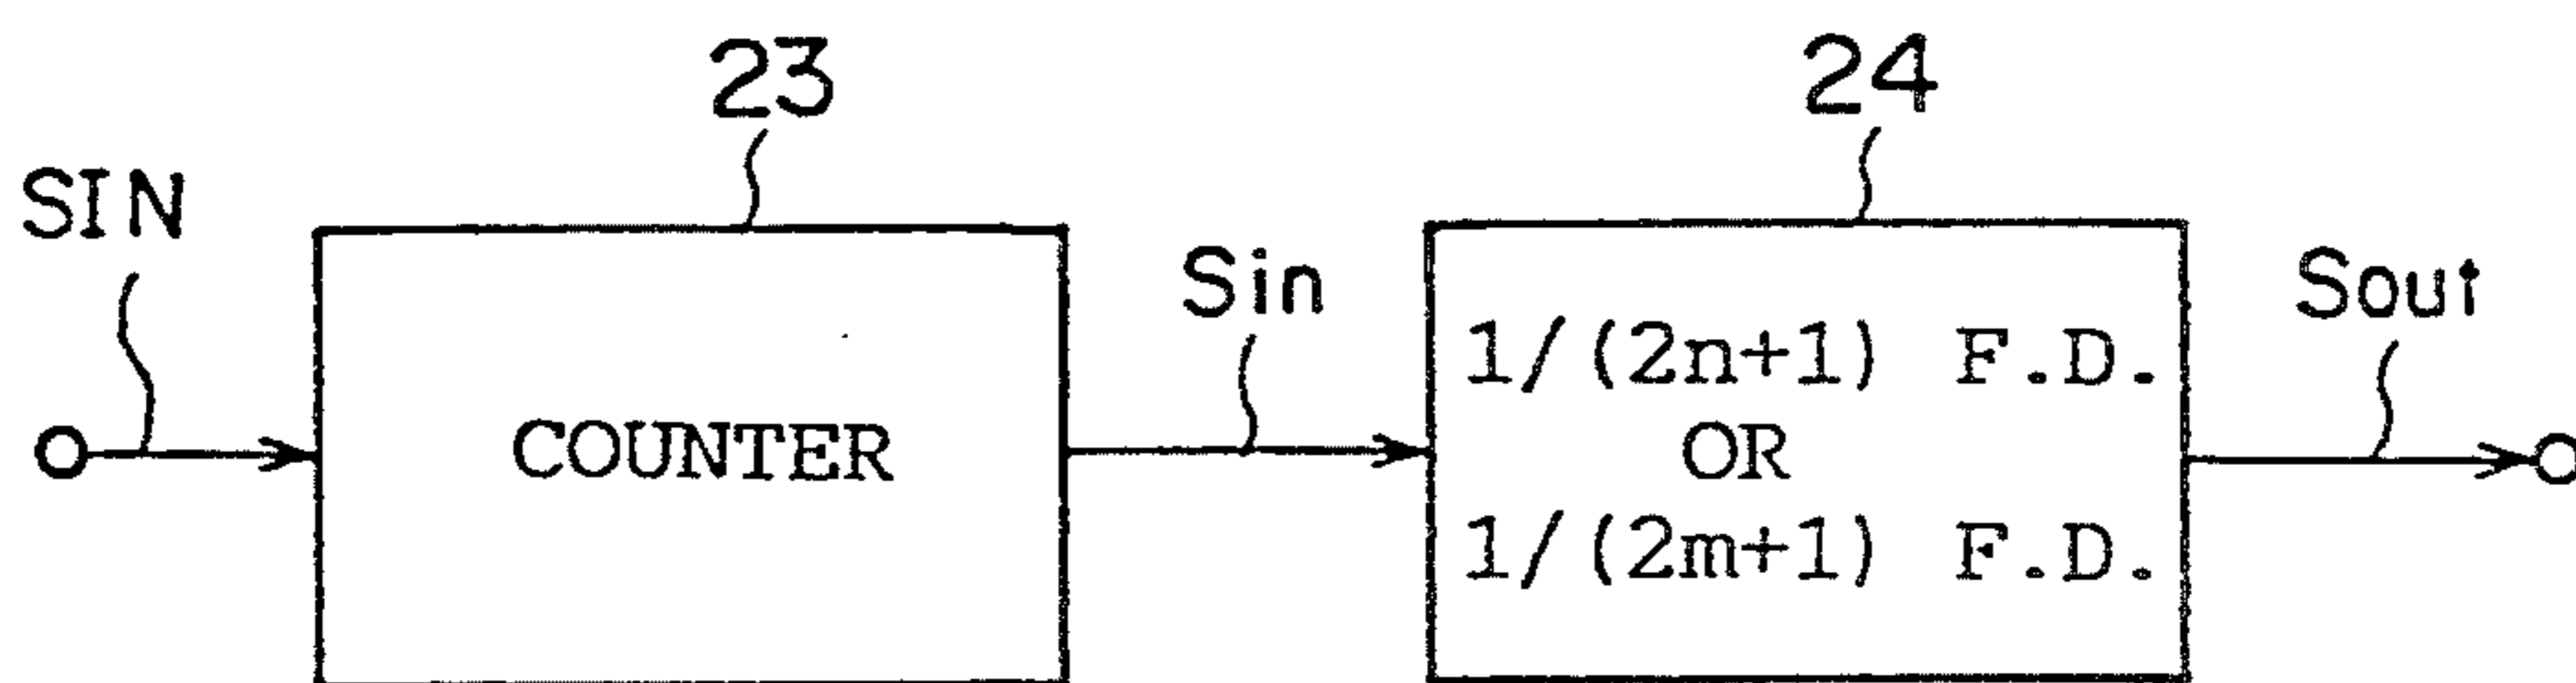 23
24
SIN
Sin
Sout
COUNTER
1/(2n+1) F.D.
OR
1/(2m+1) F.D.